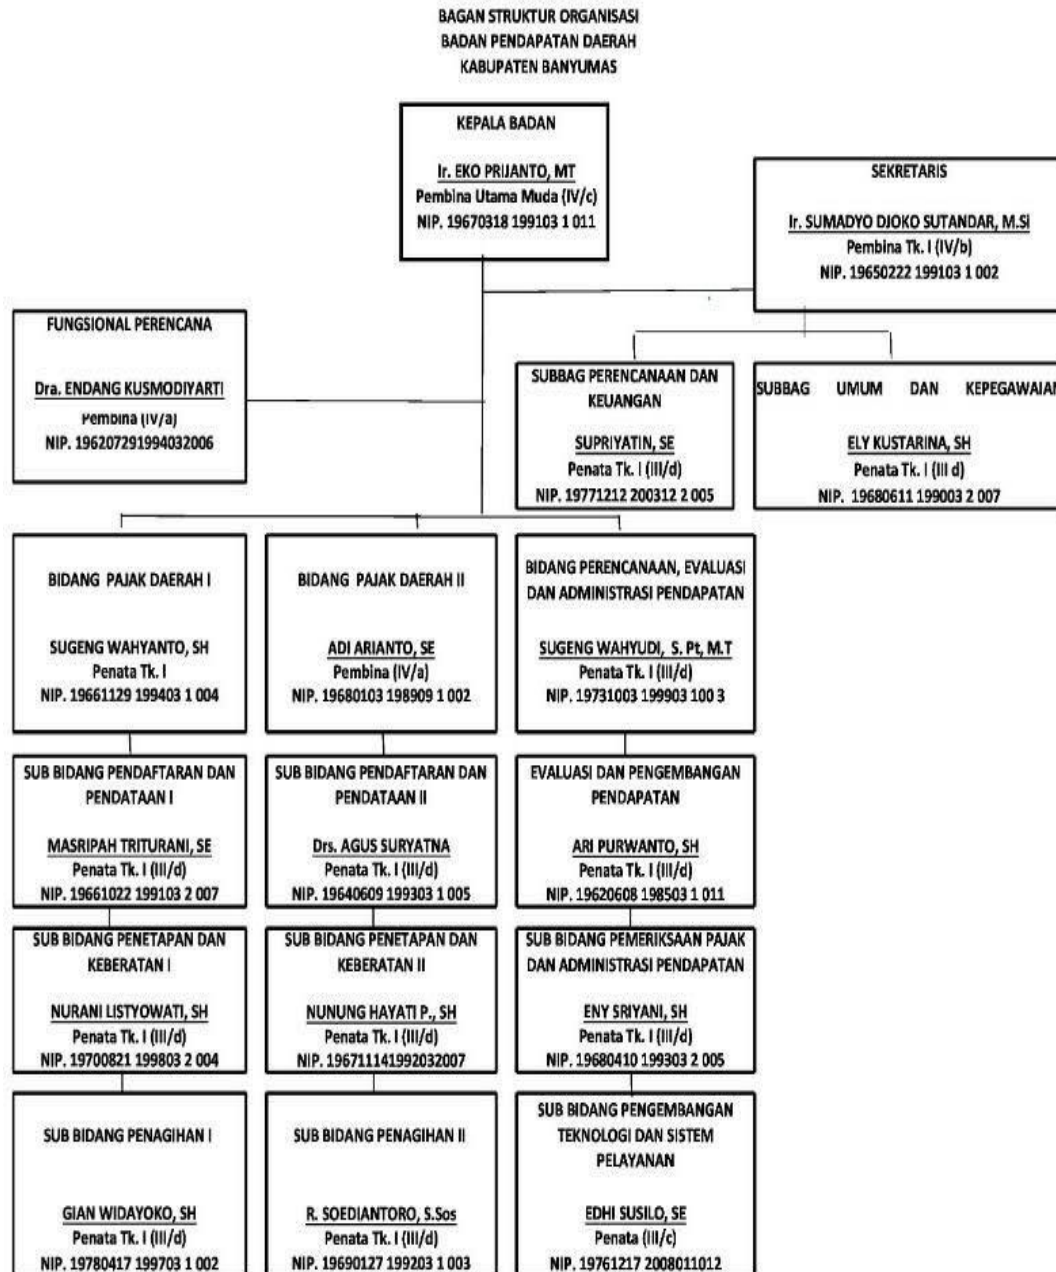 BAGAN STRUKTUR ORGANISASI
BADAN PENDAPATAN DAERAH
KABUPATEN BANYUMAS
KEPALA BADAN
Ir. EKO PRIJANTO, MT
Pembina Utama Muda (IV/c)
NIP. 19670318 199103 1 011
SEKRETARIS
Ir. SUMADYO DJOKO SUTANDAR, M.Si
Pembina Tk. I (IV/b)
NIP. 19650222 199103 1 002
FUNGSIONAL PERENCANA
Dra. ENDANG KUSMODIYARTI
Pembina (IV/a)
NIP. 196207291994032006
SUBBAG PERENCANAAN DAN
KEUANGAN
SUPRIYATIN, SE
Penata Tk. I (III/d)
NIP. 19771212 200312 2 005
SUBBAG UMUM DAN KEPEGAWAIAN
ELY KUSTARINA, SH
Penata Tk. I (III d)
NIP. 19680611 199003 2 007
BIDANG PAJAK DAERAH I
SUGENG WAHYANTO, SH
Penata Tk. I
NIP. 19661129 199403 1 004
BIDANG PAJAK DAERAH II
ADI ARIANTO, SE
Pembina (IV/a)
NIP. 19680103 198909 1 002
BIDANG PERENCANAAN, EVALUASI
DAN ADMINISTRASI PENDAPATAN
SUGENG WAHYUDI, S. Pt, M.T
Penata Tk. I (III/d)
NIP. 19731003 199903 100 3
SUB BIDANG PENDAFTARAN DAN
PENDATAAN I
MASRIPAH TRITURANI, SE
Penata Tk. I (III/d)
NIP. 19661022 199103 2 007
SUB BIDANG PENDAFTARAN DAN
PENDATAAN II
Drs. AGUS SURYATNA
Penata Tk. I (III/d)
NIP. 19640609 199303 1 005
EVALUASI DAN PENGEMBANGAN
PENDAPATAN
ARI PURWANTO, SH
Penata Tk. I (III/d)
NIP. 19620608 198503 1 011
SUB BIDANG PENETAPAN DAN
KEBERATAN I
NURANI LISTYOWATI, SH
Penata Tk. I (III/d)
NIP. 19700821 199803 2 004
SUB BIDANG PENETAPAN DAN
KEBERATAN II
NUNUNG HAYATI P., SH
Penata Tk. I (III/d)
NIP. 196711141992032007
SUB BIDANG PEMERIKSAAN PAJAK
DAN ADMINISTRASI PENDAPATAN
ENY SRIYANI, SH
Penata Tk. I (III/d)
NIP. 19680410 199303 2 005
SUB BIDANG PENAGIHAN I
GIAN WIDAYOKO, SH
Penata Tk. I (III/d)
NIP. 19780417 199703 1 002
SUB BIDANG PENAGIHAN II
R. SOEDIANTORO, S.Sos
Penata Tk. I (III/d)
NIP. 19690127 199203 1 003
SUB BIDANG PENGEMBANGAN
TEKNOLOGI DAN SISTEM
PELAYANAN
EDHI SUSILO, SE
Penata (III/c)
NIP. 19761217 2008011012